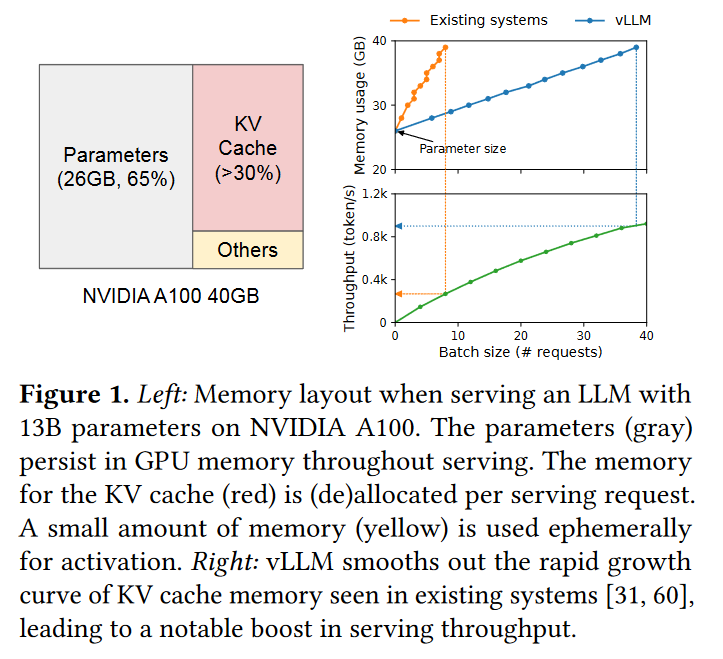 Existing systems
vLLM
Parameters
(26GB, 65%)
KV
Cache
(>30%)
Others
NVIDIA A100 40GB
Memory usage (GB)
40
30
20
Parameter size
Throughput (token/s)
1.2k
0.8k
0.4k
0
0
10
20
30
40
Batch size (# requests)
Figure 1. Left: Memory layout when serving an LLM with
13B parameters on NVIDIA A100. The parameters (gray)
persist in GPU memory throughout serving. The memory
for the KV cache (red) is (de)allocated per serving request.
A small amount of memory (yellow) is used ephemerally
for activation. Right: vLLM smooths out the rapid growth
curve of KV cache memory seen in existing systems [31, 60],
leading to a notable boost in serving throughput.